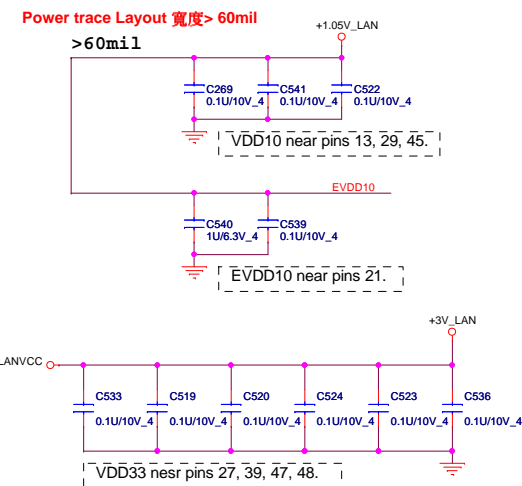 Power trace Layout 寬度> 60mil
>60mil
+1.05V_LAN
C269
0.1U/10V_4
C541
0.1U/10V_4
C522
0.1U/10V_4
VDD10 near pins 13, 29, 45.
EVDD10
C540
1U/6.3V_4
C539
0.1U/10V_4
EVDD10 near pins 21.
+3V_LAN
LANVCC
C533
0.1U/10V_4
C519
0.1U/10V_4
C520
0.1U/10V_4
C524
0.1U/10V_4
C523
0.1U/10V_4
C536
0.1U/10V_4
VDD33 nesr pins 27, 39, 47, 48.